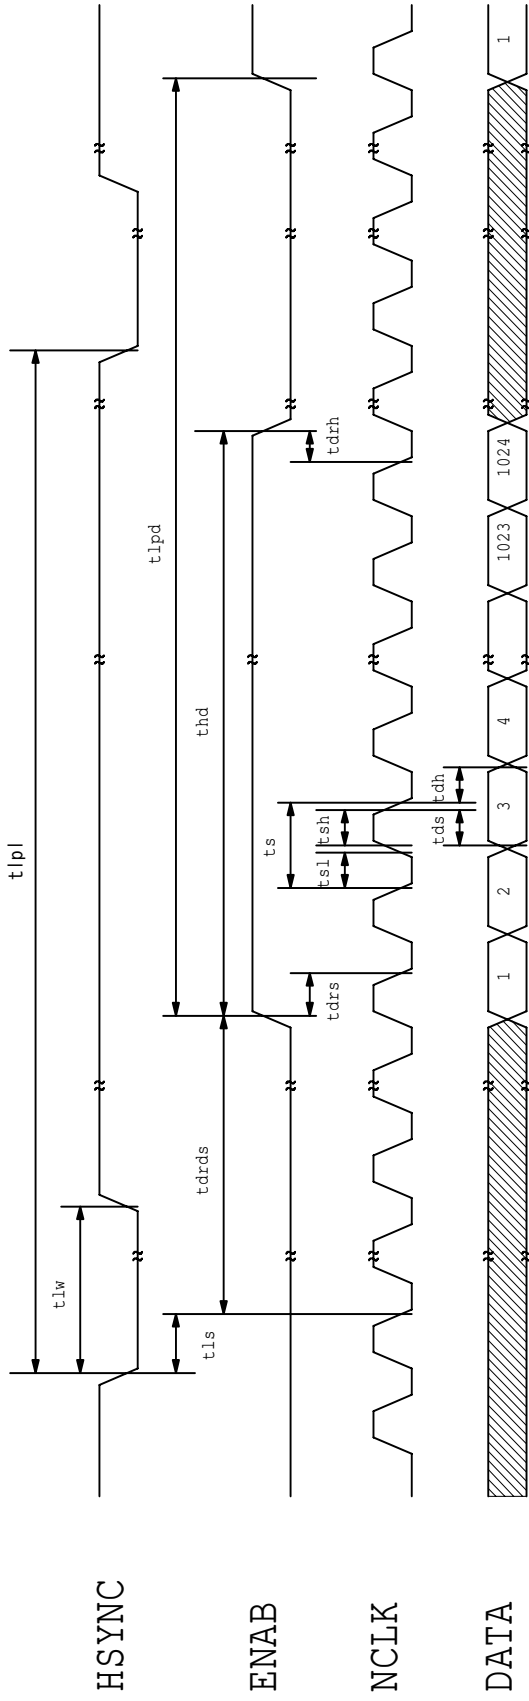 tlpl
tlw
HSYNC
tlpd
tls
tdrds
thd
ENAB
tdrs
ts
tdrh
tsl
tsh
NCLK
tds
tdh
DATA
1
2
3
4
1023
1024
1